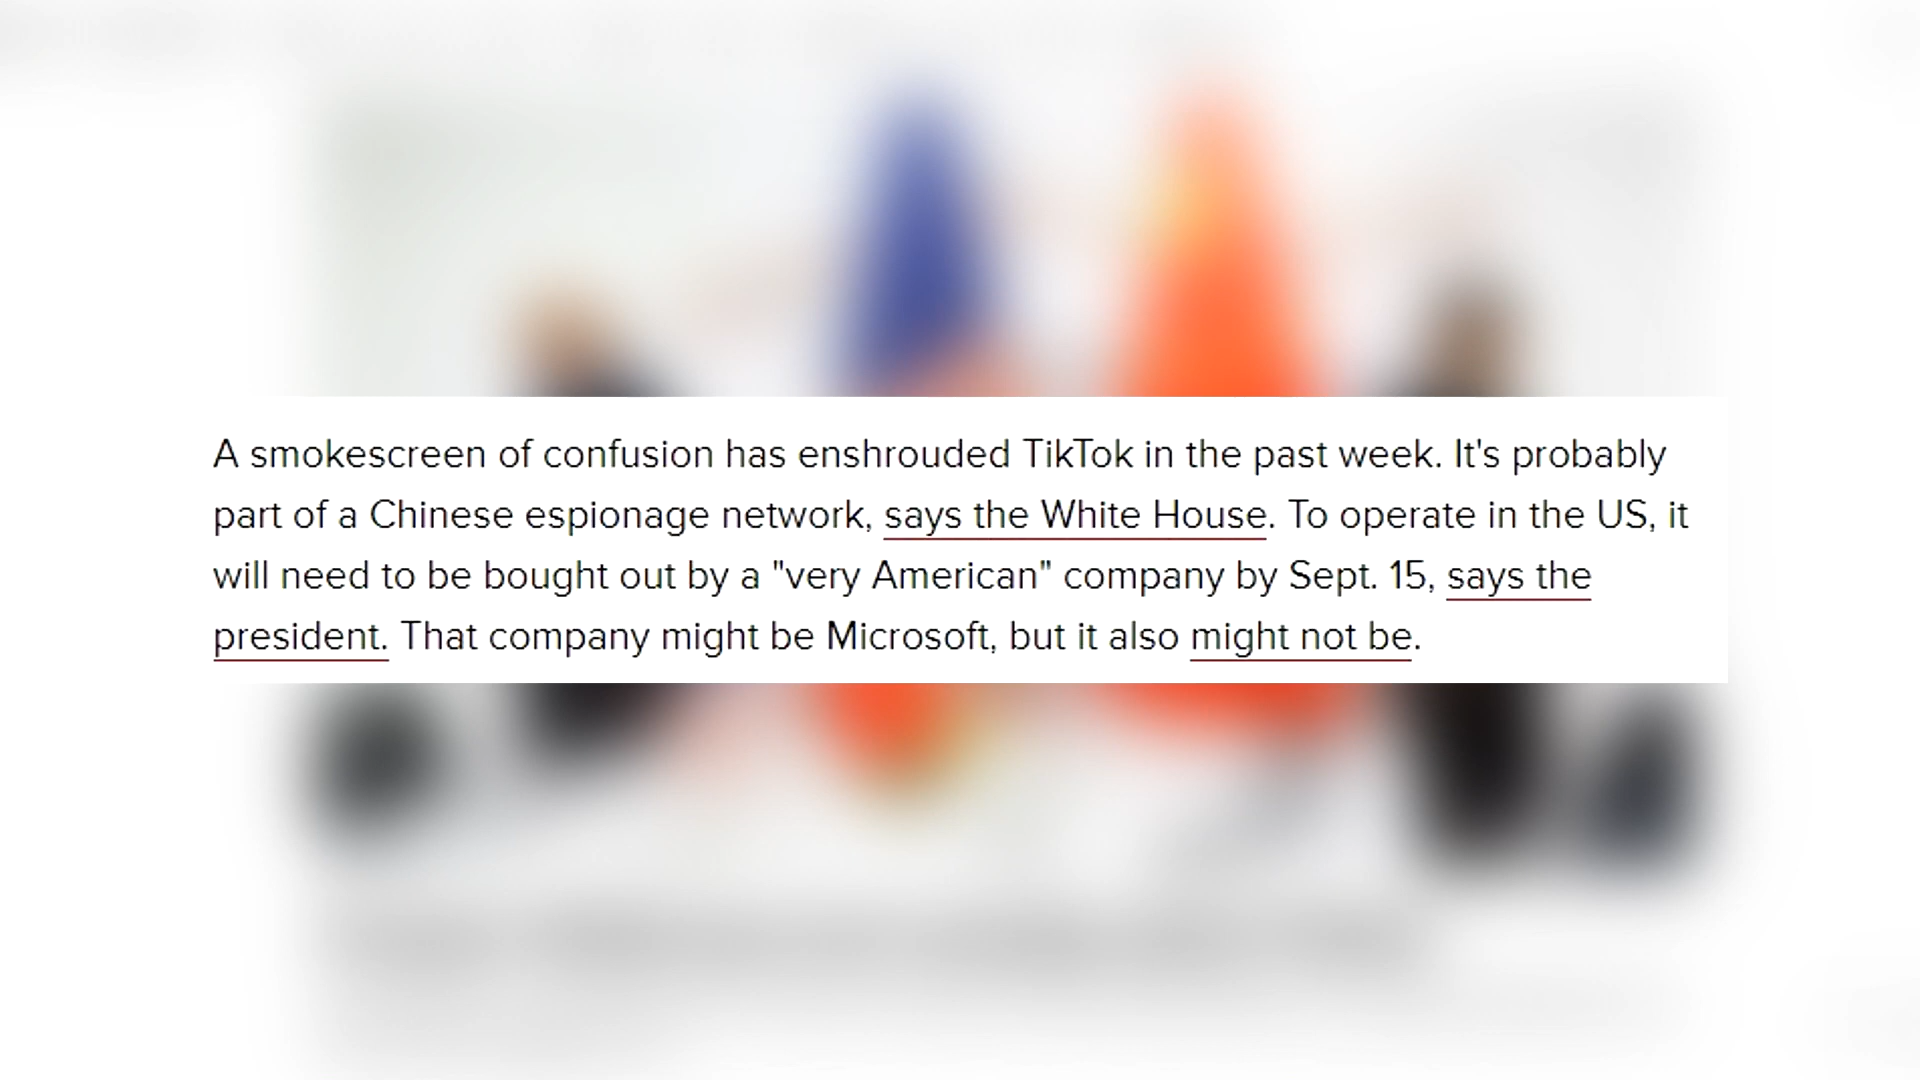 A smokescreen of confusion has enshrouded TikTok in the past week. It's probably
part of a Chinese espionage network, says the White House. To operate in the US, it
will need to be bought out by a "very American" company by Sept. 15, says the
president. That company might be Microsoft, but it also might not be.